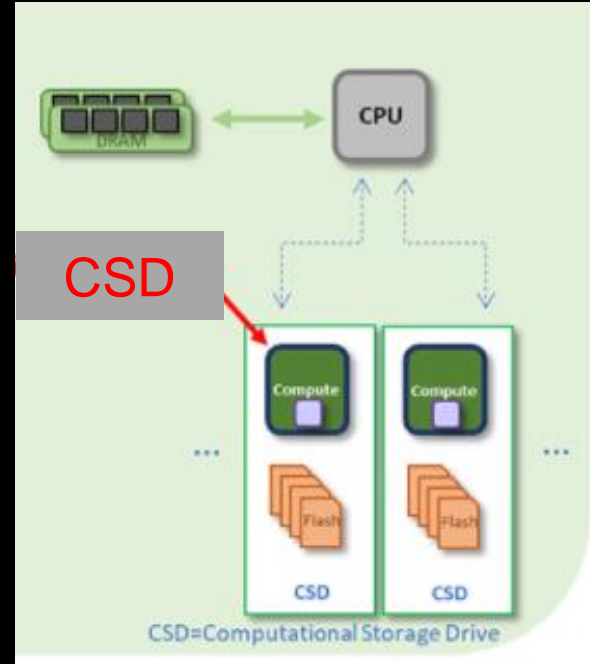 DRAM
CPU
CSD
Compute
Compute
...
...
Flash
Flash
CSD
CSD
CSD=Computational Storage Drive